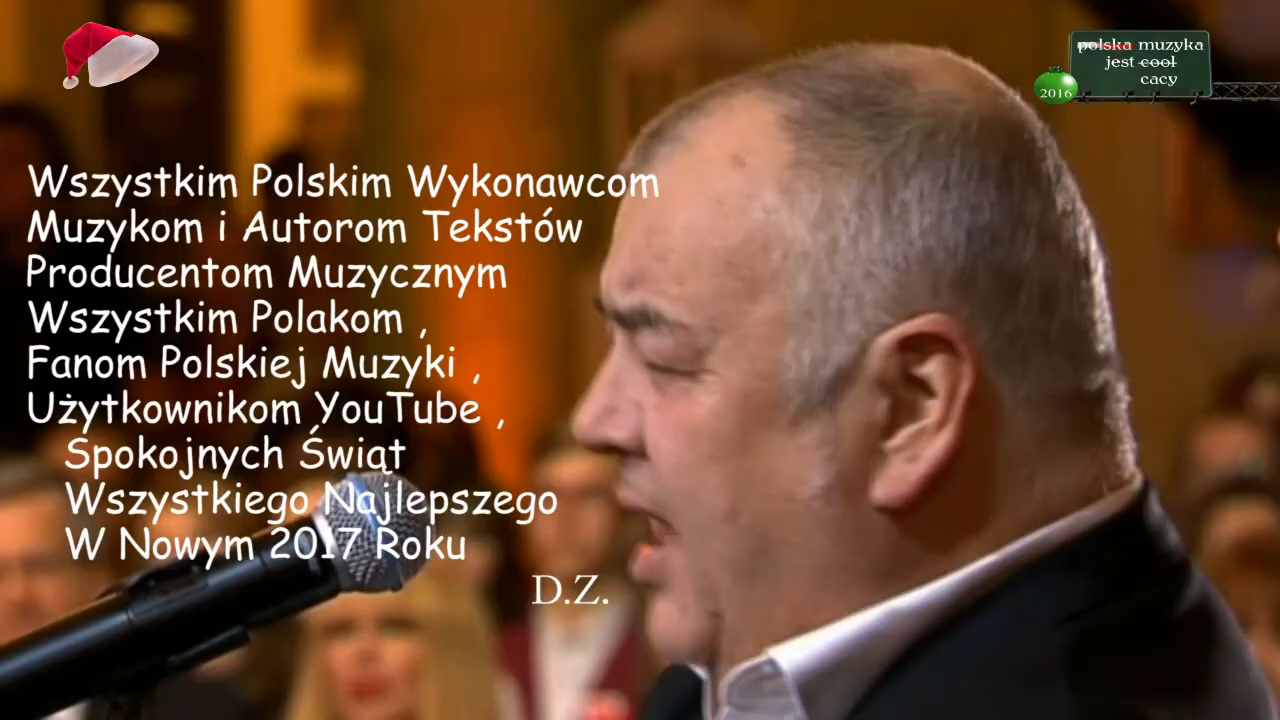 polska muzyka
jest cool
cacy
2016
Wszystkim Polskim Wykonawcom
Muzykom i Autorom Tekstów
Producentom Muzycznym
Wszystkim Polakom ,
Fanom Polskiej Muzyki ,
Użytkownikom YouTube ,
Spokojnych Świąt
Wszystkiego Najlepszego
W Nowym 2017 Roku
D.Z.